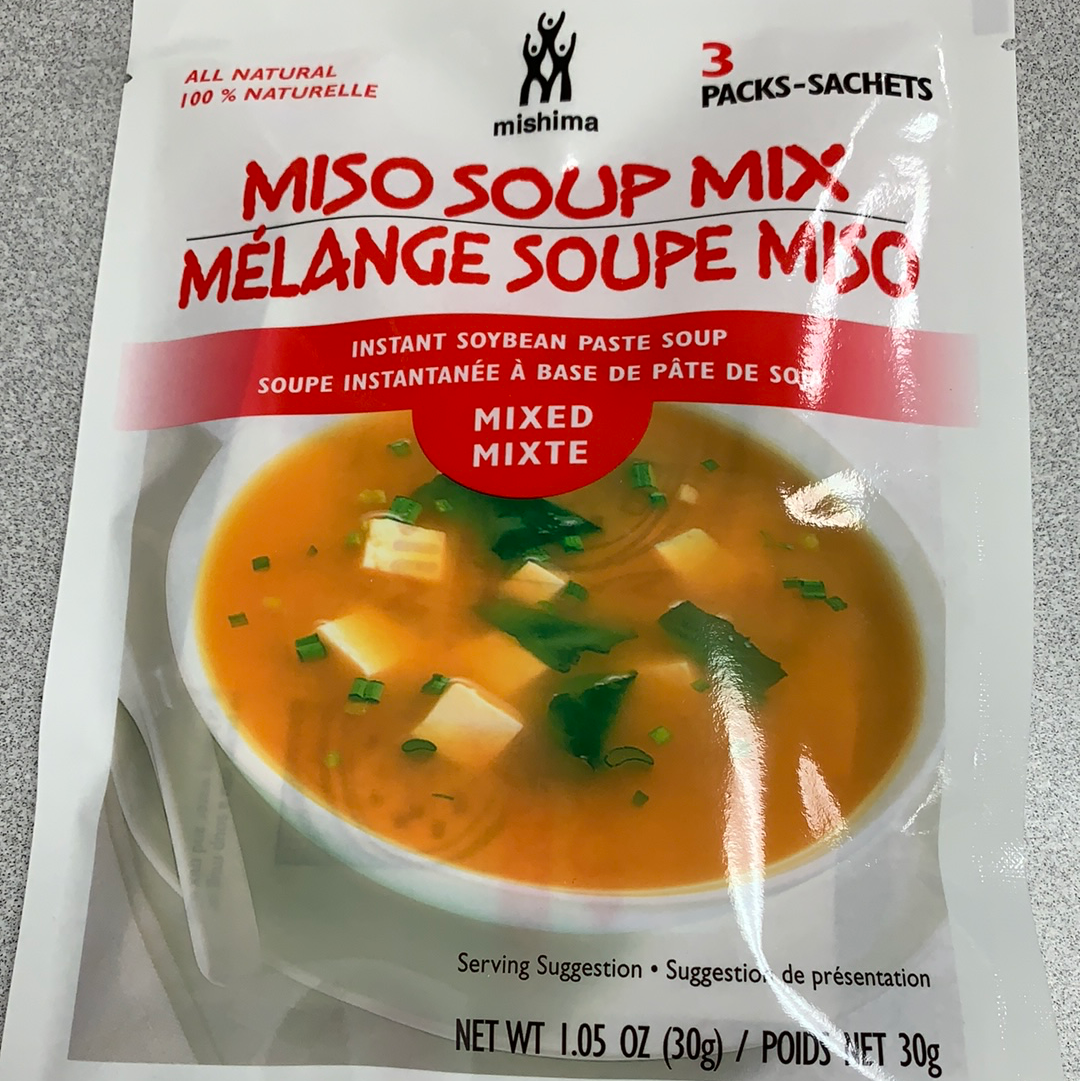 ALL NATURAL
100 % NATURELLE
mishima
3
PACKS-SACHETS
MISO SOUP MIX
MÉLANGE SOUPE MISO
INSTANT SOYBEAN PASTE SOUP
SOUPE INSTANTANÉE À BASE DE PÂTE DE
MIXED
MIXTE
Serving Suggestion • Suggestion de présentation
NET WT 1.05 OZ (30g) / POIDS NET 30g